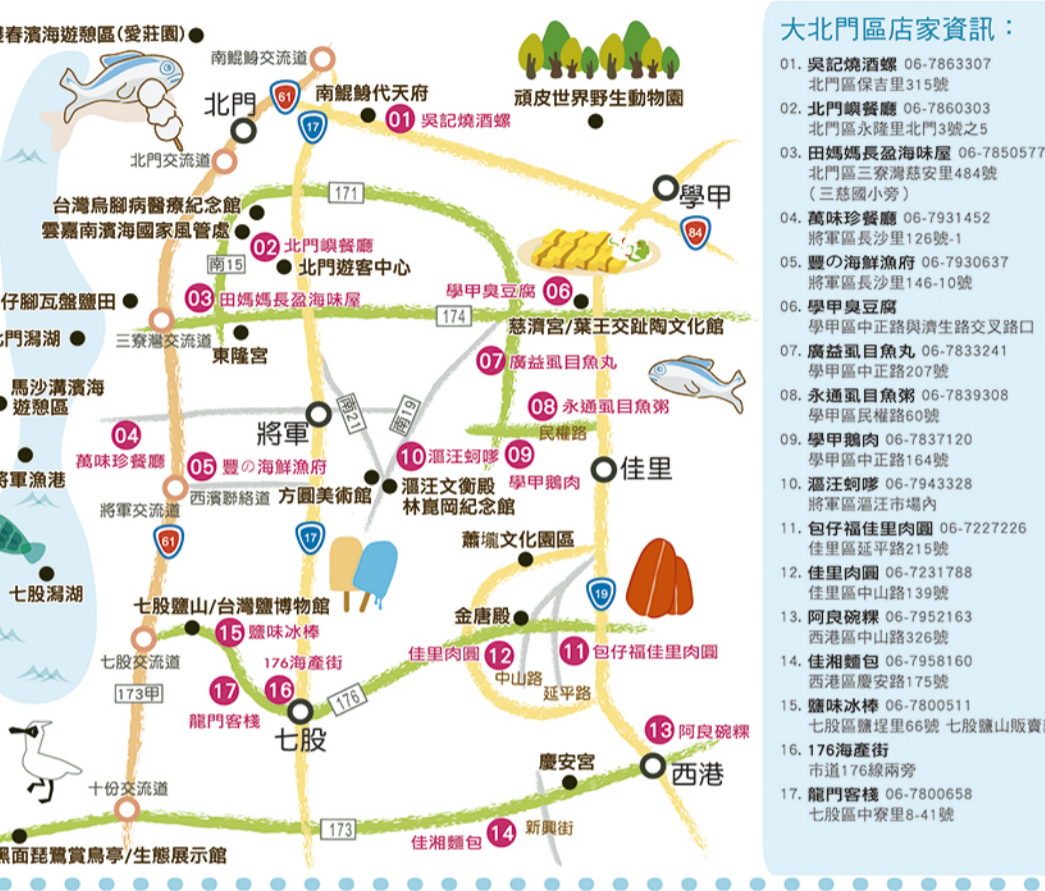 春濱海遊憩區(愛莊園)
南鯤鯓交流道
61
南鯤鯓代天府
北門
17
01 吳記燒酒螺
頑皮世界野生動物園
北門交流道
171
學甲
84
台灣烏腳病醫療紀念館
雲嘉南濱海國家風管處
02 北門嶼餐廳
南15
北門遊客中心
仔腳瓦盤鹽田
03 田媽媽長盈海味屋
學甲臭豆腐 06
174
慈濟宮/葉王交趾陶文化館
門潟湖
三寮灣交流道
東隆宮
07 廣益虱目魚丸
馬沙溝濱海
遊憩區
南21
南19
08 永通虱目魚粥
民權路
將軍
04
萬味珍餐廳
05 豐の海鮮漁府
10 漚汪蚵嗲
09
學甲鵝肉
佳里
將軍漁港
西濱聯絡道
方圓美術館
漚汪文衡殿
林崑岡紀念館
將軍交流道
61
17
蕭壠文化園區
19
七股潟湖
七股鹽山/台灣鹽博物館
金唐殿
15 鹽味冰棒
七股交流道
176海產街
佳里肉圓 12
11 包仔福佳里肉圓
中山路
延平路
173甲
17
龍門客棧
16
176
七股
13 阿良碗粿
慶安宮
西港
十份交流道
173
佳湘麵包 14
新興街
黑面琵鷺賞鳥亭/生態展示館
大北門區店家資訊：
01. 吳記燒酒螺 06-7863307
北門區保吉里315號
02. 北門嶼餐廳 06-7860303
北門區永隆里北門3號之5
03. 田媽媽長盈海味屋 06-7850577
北門區三寮灣慈安里484號
（三慈國小旁）
04. 萬味珍餐廳 06-7931452
將軍區長沙里126號-1
05. 豐の海鮮漁府 06-7930637
將軍區長沙里146-10號
06. 學甲臭豆腐
學甲區中正路與濟生路交叉路口
07. 廣益虱目魚丸 06-7833241
學甲區中正路207號
08. 永通虱目魚粥 06-7839308
學甲區民權路60號
09. 學甲鵝肉 06-7837120
學甲區中正路164號
10. 漚汪蚵嗲 06-7943328
將軍區漚汪市場內
11. 包仔福佳里肉圓 06-7227226
佳里區延平路215號
12. 佳里肉圓 06-7231788
佳里區中山路139號
13. 阿良碗粿 06-7952163
西港區中山路326號
14. 佳湘麵包 06-7958160
西港區慶安路175號
15. 鹽味冰棒 06-7800511
七股區鹽埕里66號 七股鹽山販賣
16. 176海產街
市道176線兩旁
17. 龍門客棧 06-7800658
七股區中寮里8-41號